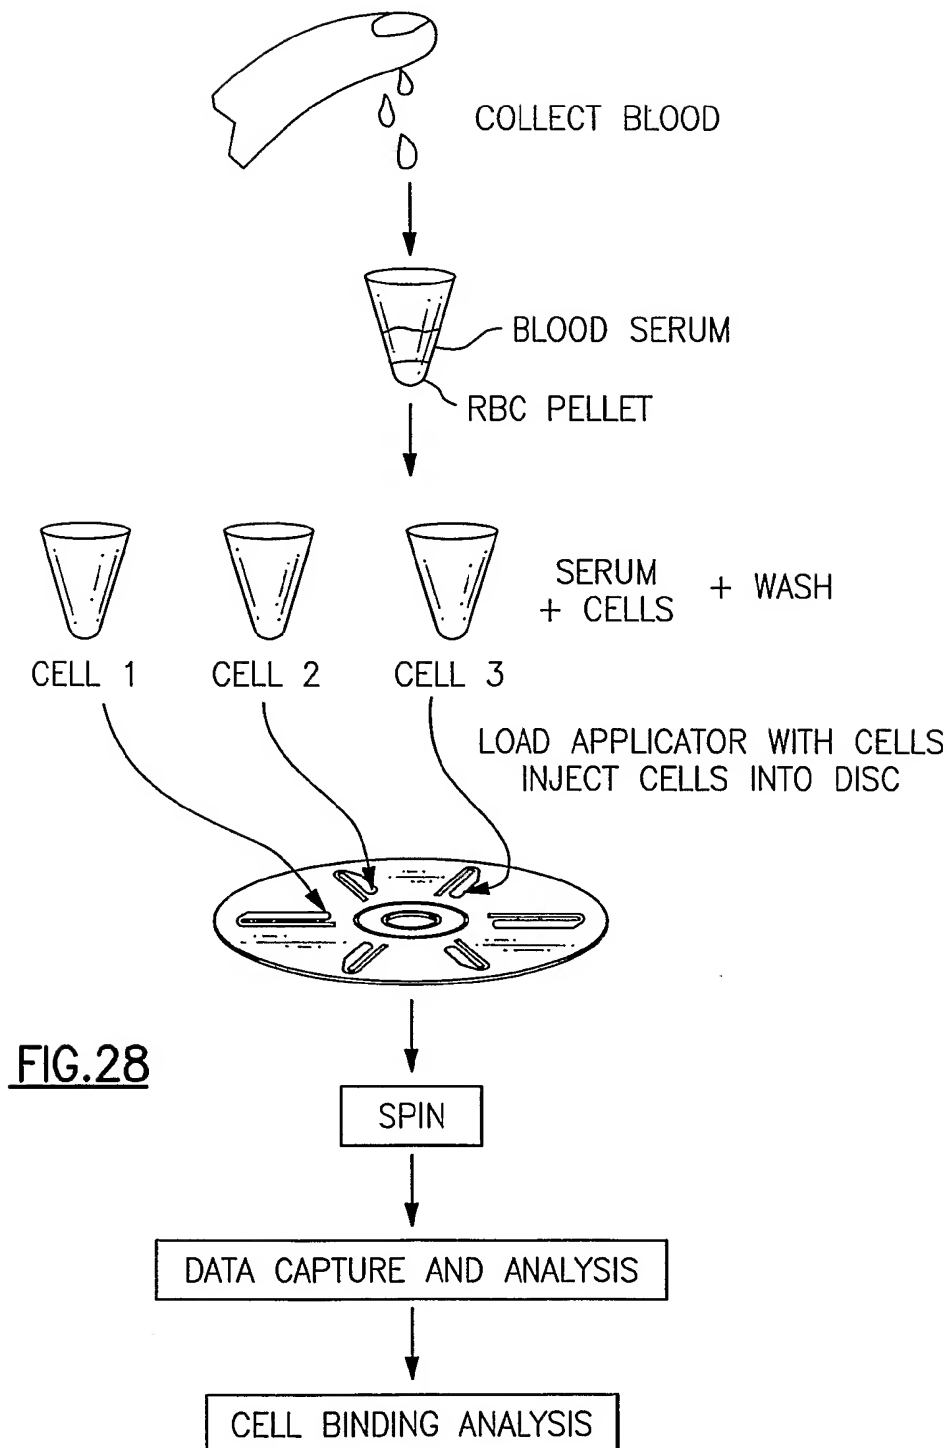 COLLECT BLOOD
BLOOD SERUM
RBC PELLET
SERUM
+ CELLS + WASH
CELL 1 CELL 2 CELL 3
LOAD APPLICATOR WITH CELLS
INJECT CELLS INTO DISC
FIG.28
SPIN
DATA CAPTURE AND ANALYSIS
CELL BINDING ANALYSIS